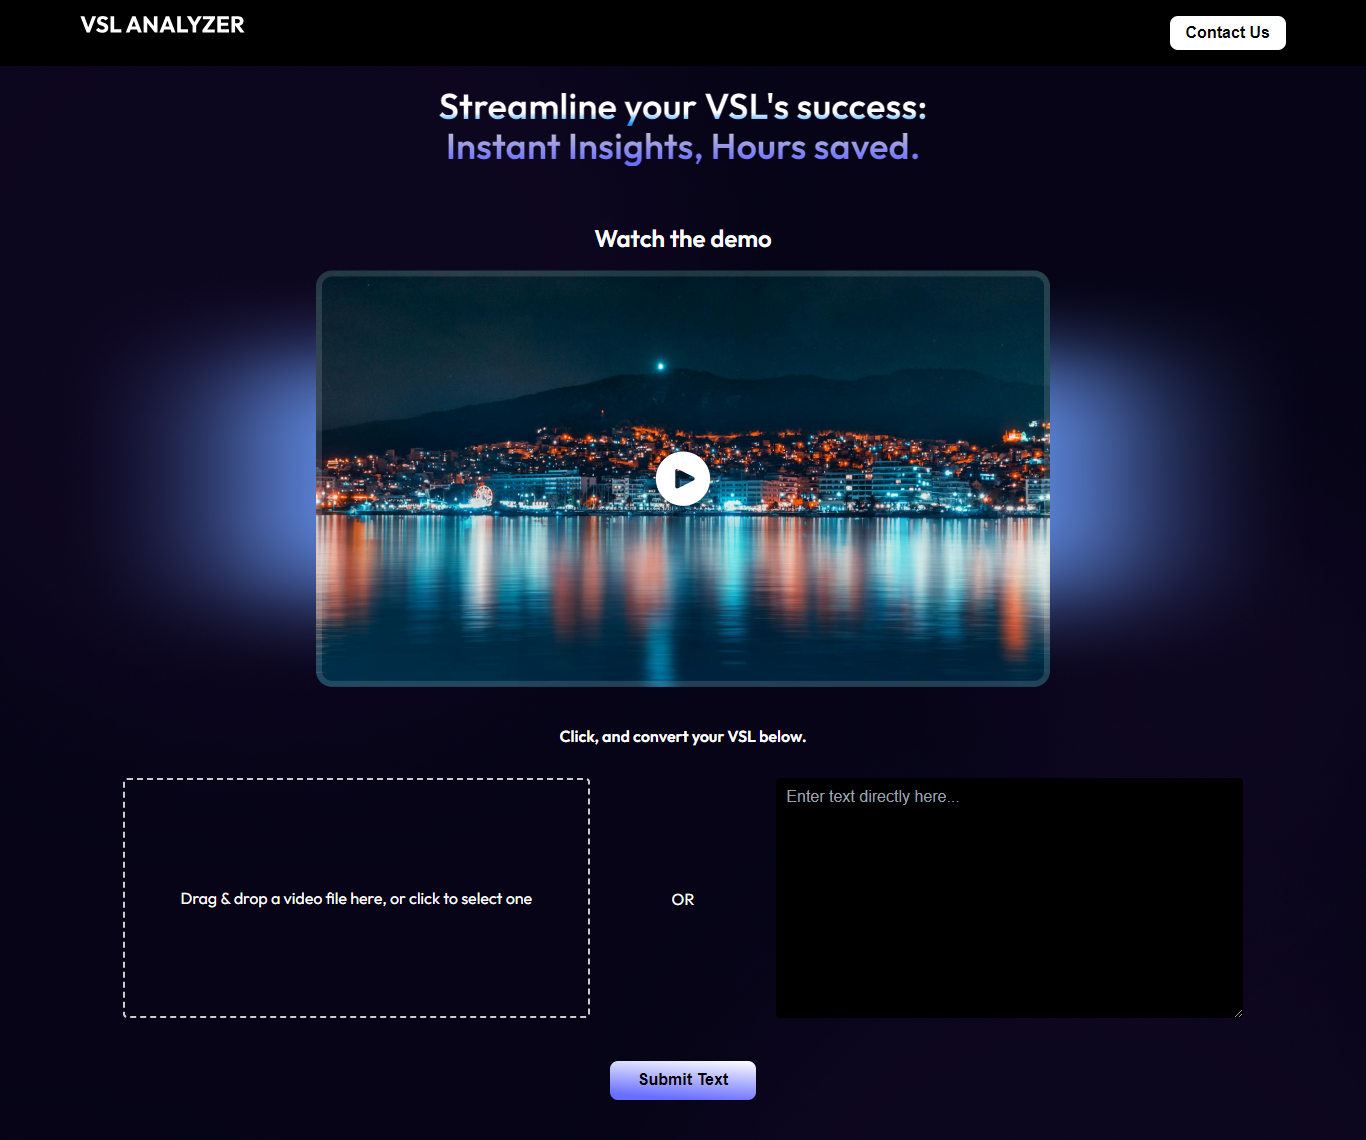 VSL ANALYZER
Contact Us
Streamline your VSL's success:
Instant Insights, Hours saved.
Watch the demo
Click, and convert your VSL below.
Drag & drop a video file here, or click to select one
OR
Enter text directly here...
Submit Text